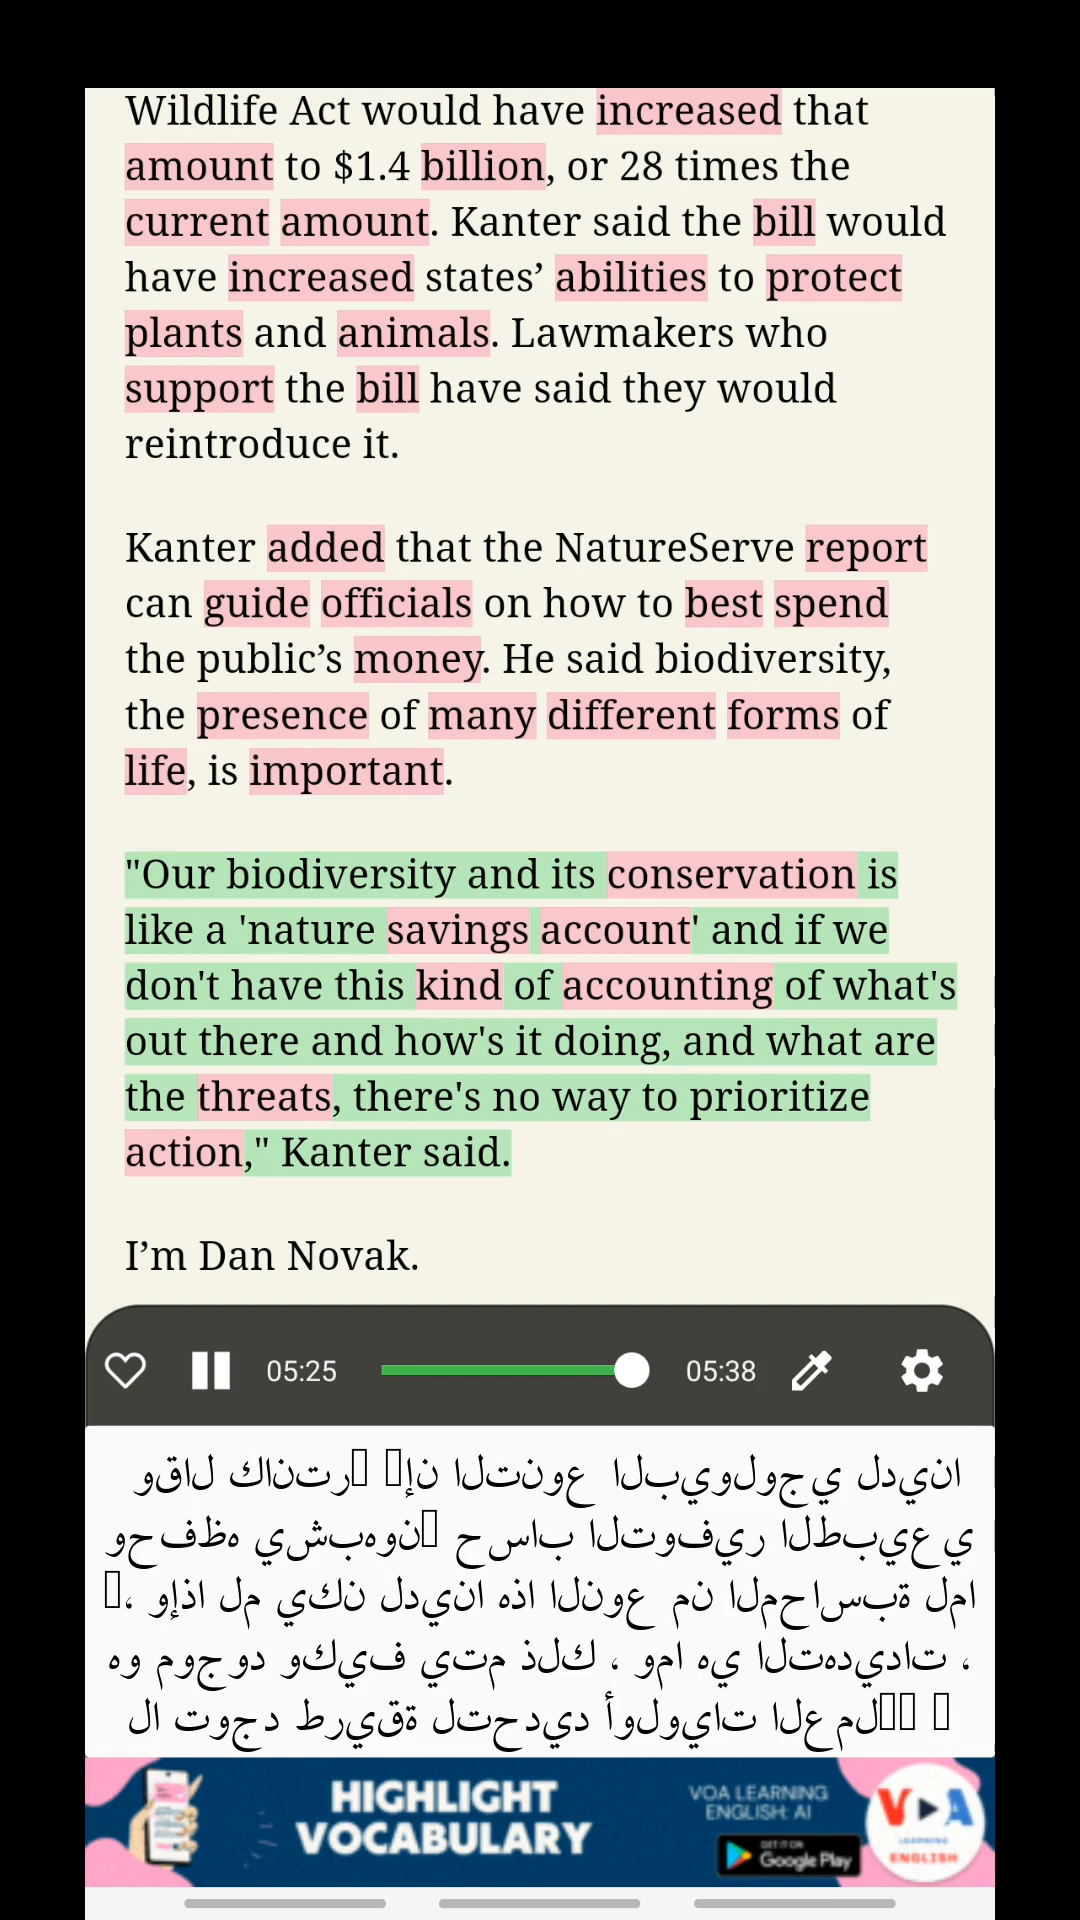 Wildlife Act would have increased that
amount to $1.4 billion, or 28 times the
current amount. Kanter said the bill would
have increased states’ abilities to protect
plants and animals. Lawmakers who
support the bill have said they would
reintroduce it.
Kanter added that the NatureServe report
can guide officials on how to best spend
the public’s money. He said biodiversity,
the presence of many different forms of
life, is important.
"Our biodiversity and its conservation is
like a 'nature savings account' and if we
don't have this kind of accounting of what's
out there and how's it doing, and what are
the threats, there's no way to prioritize
action," Kanter said.
I’m Dan Novak.
05:25
05:38
وقال كانتر إن التنوع البيولوجي لدينا
وحفظه يشبهون حساب التوفير الطبيعي
، وإذا لم يكن لدينا هذا النوع من المحاسبة لما
هو موجود وكيف يتم ذلك ، وما هي التهديدات ،
لا توجد طريقة لتحديد أولويات العمل
HIGHLIGHT
VOCABULARY
VOA LEARNING
ENGLISH: AI
GET IT ON
Google Play
VOA
LEARNING
ENGLISH